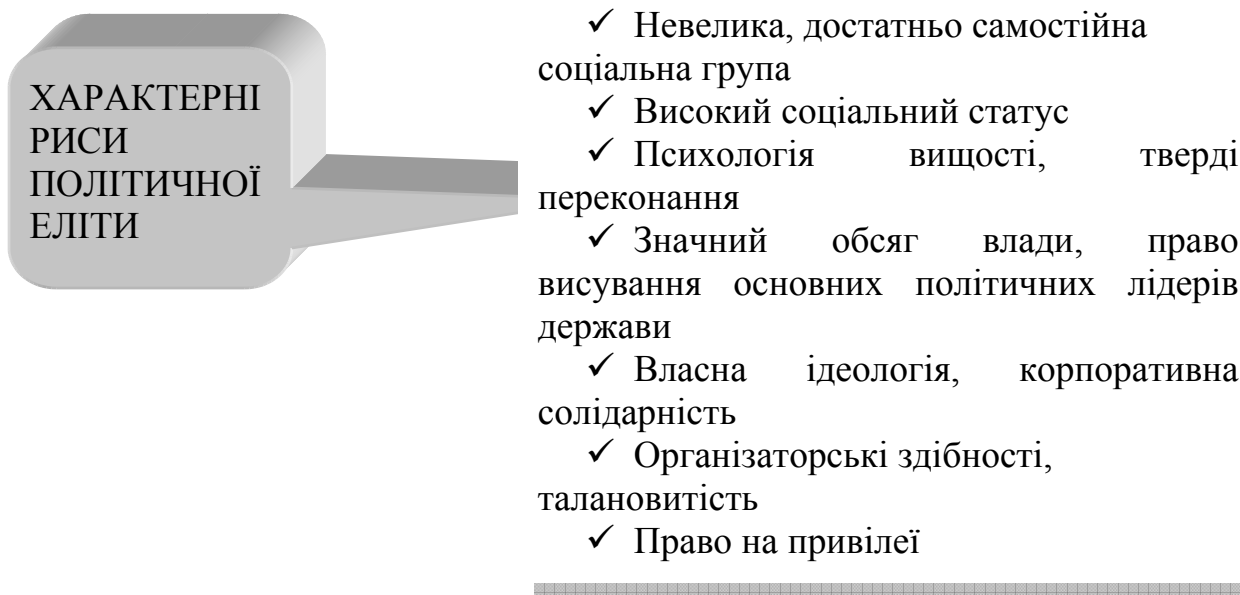 ХАРАКТЕРНІ
РИСИ
ПОЛІТИЧНОЇ
ЕЛІТИ
✓ Невелика, достатньо самостійна
соціальна група
✓ Високий соціальний статус
✓ Психологія вищості, тверді
переконання
✓ Значний обсяг влади, право
висування основних політичних лідерів
держави
✓ Власна ідеологія, корпоративна
солідарність
✓ Організаторські здібності,
талановитість
✓ Право на привілеї